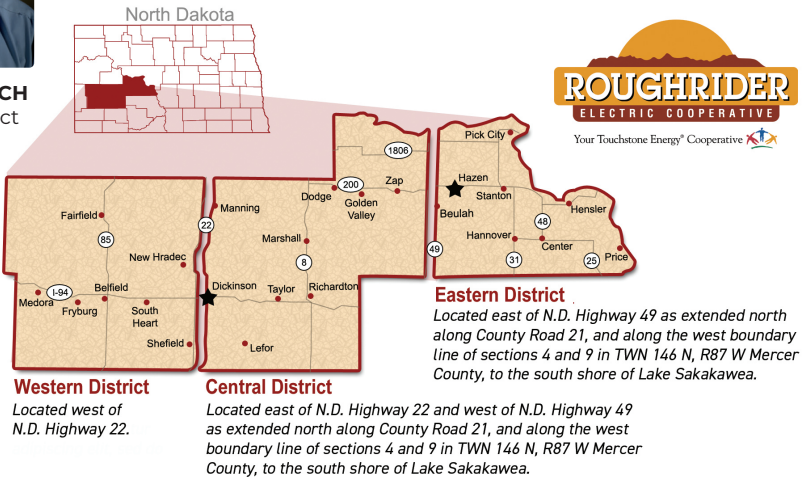 North Dakota
CH
ct
ROUGHRIDER
ELECTRIC COOPERATIVE
Your Touchstone Energy® Cooperative
Pick City
1806
Hazen
Zap
200
Dodge
Golden
Valley
Stanton
Beulah
Hensler
48
Hannover
Center
Price
49
31
25
Fairfield
Manning
22
85
Marshall
New Hradec
8
I-94
Belfield
Dickinson
Taylor
Richardton
Medora
Fryburg
South
Heart
Shefield
Lefor
Eastern District
Located east of N.D. Highway 49 as extended north
along County Road 21, and along the west boundary
line of sections 4 and 9 in TWN 146 N, R87 W Mercer
County, to the south shore of Lake Sakakawea.
Western District
Located west of
N.D. Highway 22.
Central District
Located east of N.D. Highway 22 and west of N.D. Highway 49
as extended north along County Road 21, and along the west
boundary line of sections 4 and 9 in TWN 146 N, R87 W Mercer
County, to the south shore of Lake Sakakawea.